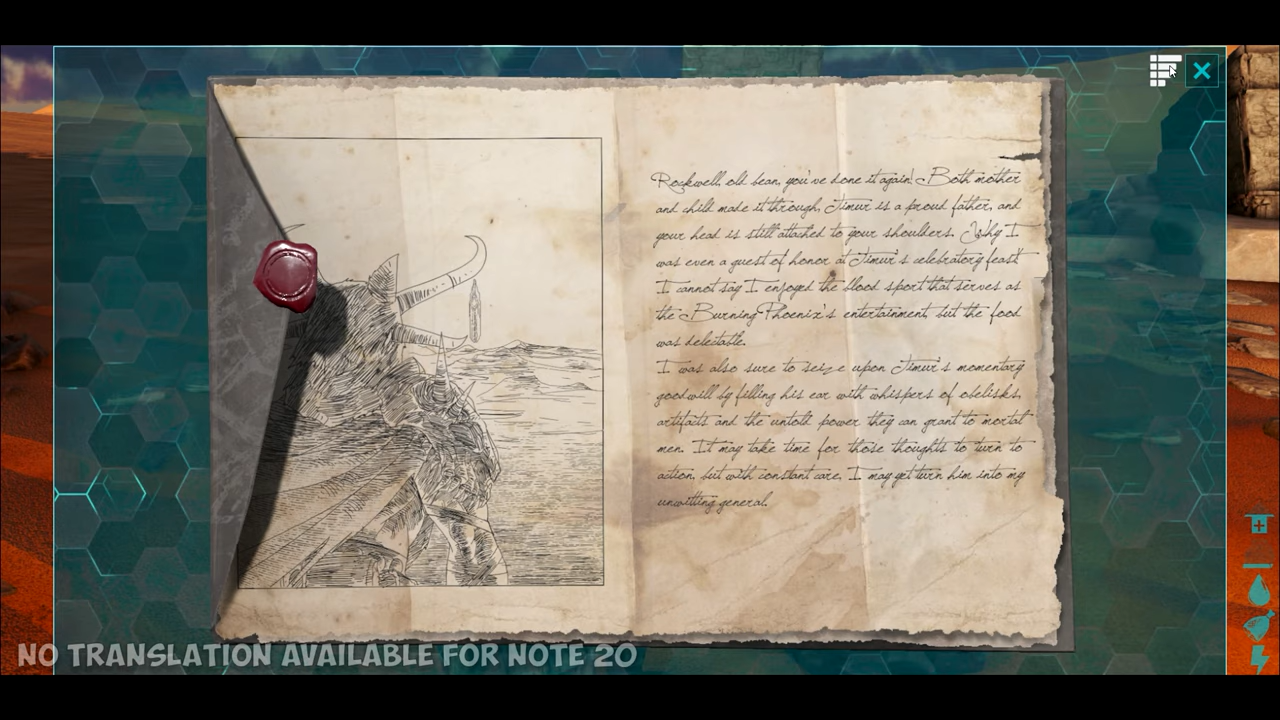 Rockwell, old bean, you've done it again! Both mother
and child made it through, Timur is a proud father, and
your head is still attached to your shoulders. Why I
was even a guest of honor at Timur's celebratory feast.
I cannot say I enjoyed the blood sport that serves as
the Burning Phoenix's entertainment, but the food
was delectable.
I was also sure to seize upon Timur's momentary
goodwill by filling his ear with whispers of obelisks,
artifacts and the untold power they can grant to mortal
men. It may take time for those thoughts to turn to
action, but with constant care, I may yet turn him into my
unwitting general.
NO TRANSLATION AVAILABLE FOR NOTE 20